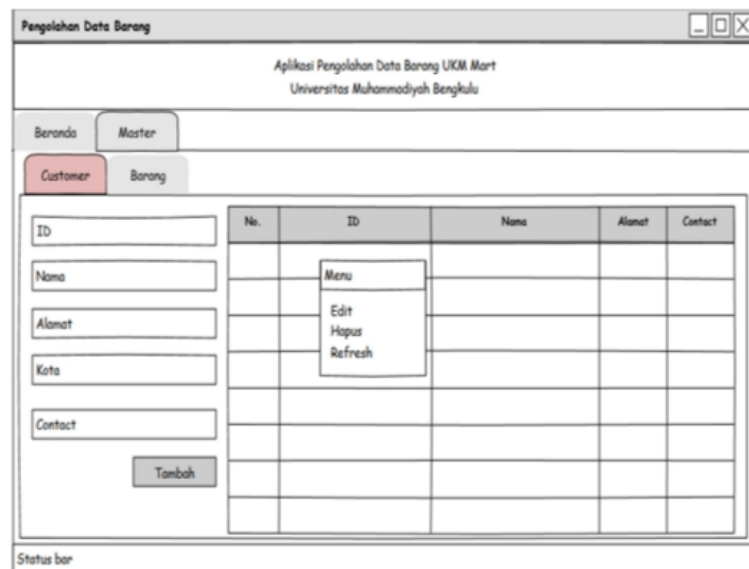 Pengolahan Data Barang
Aplikasi Pengolahan Data Barang UKM Mart
Universitas Muhammadiyah Bengkulu
Beranda Master
Customer Barang
ID
Nama
Alamat
Kota
Contact
Tambah
No. ID Nama Alamat Contact
Menu
Edit
Hapus
Refresh
Status bar